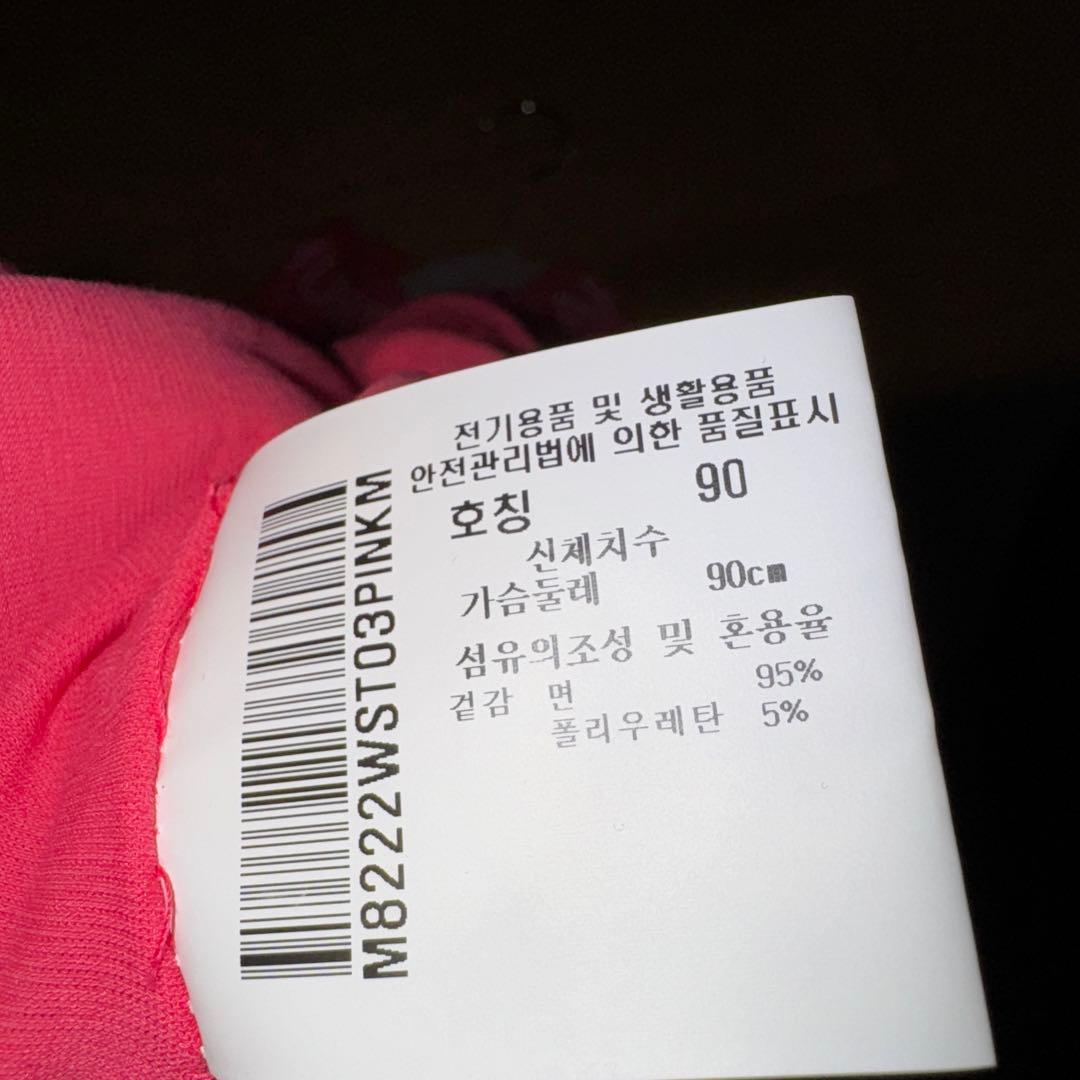 전기용품 및 생활용품
안전관리법에 의한 품질표시
호칭 90
신체치수
가슴둘레 90cm
섬유의조성 및 혼용율
겉감 면 95%
폴리우레탄 5%
M8222WST03PINKM